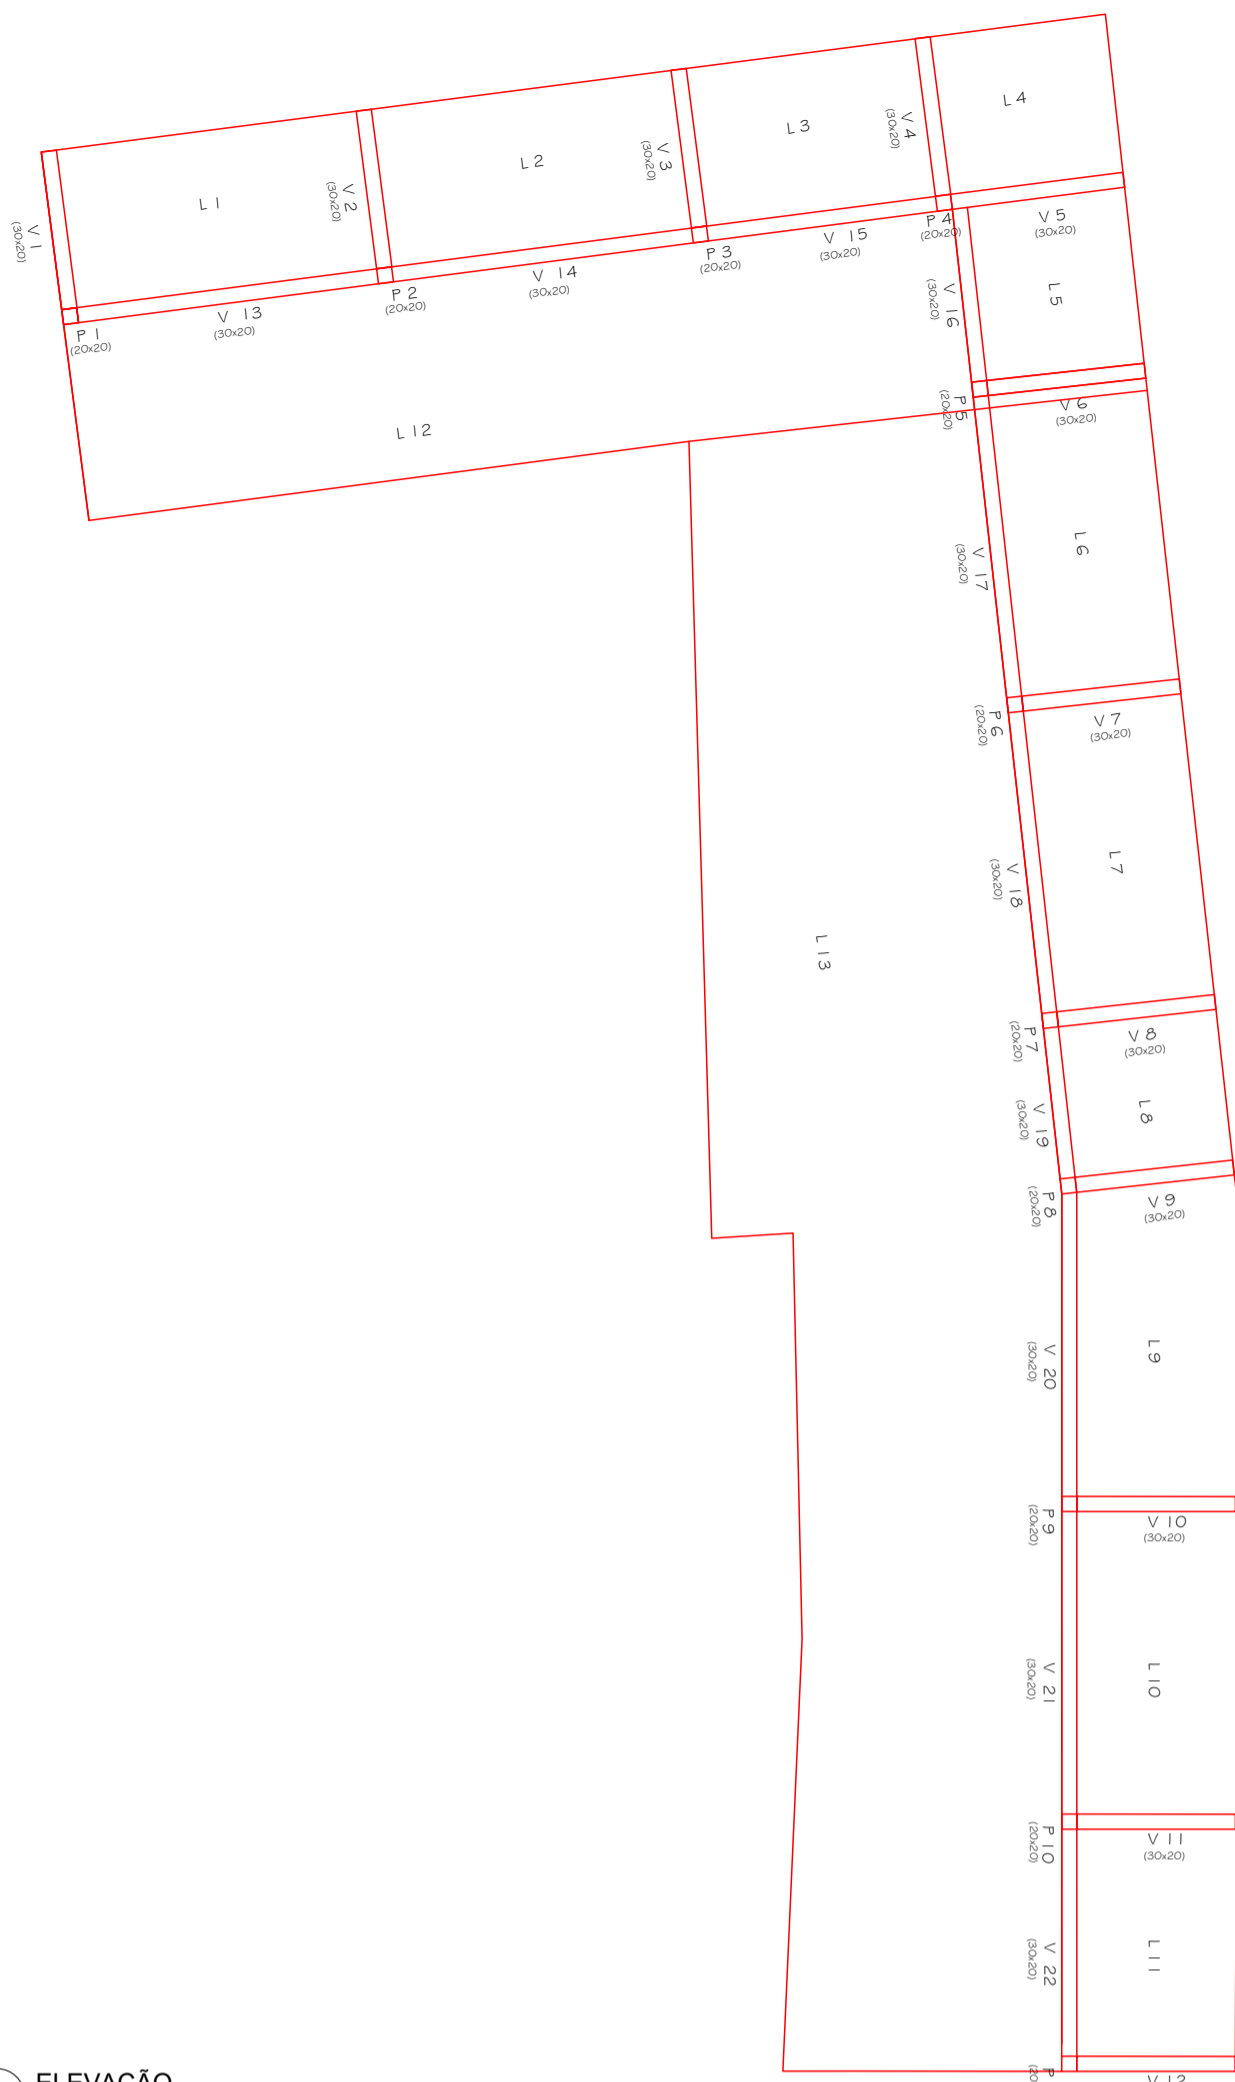 L 4
V 4
(30x20)
L 3
V 3
(30x20)
L 2
V 2
(30x20)
L 1
V 1
(30x20)
V 5
(30x20)
P 4
(20x20)
V 15
(30x20)
P 3
(20x20)
V 14
(30x20)
P 2
(20x20)
V 13
(30x20)
P 1
(20x20)
V 16
(30x20)
L 5
P 5
(20x20)
V 6
(30x20)
L 12
V 17
(30x20)
L 6
P 6
(20x20)
V 7
(30x20)
V 18
(30x20)
L 7
L 13
P 7
(20x20)
V 8
(30x20)
V 19
(30x20)
L 8
P 8
(20x20)
V 9
(30x20)
V 20
(30x20)
L 9
P 9
(20x20)
V 10
(30x20)
V 21
(30x20)
L 10
P 10
(20x20)
V 11
(30x20)
V 22
(30x20)
L 11
P
(20
V 12
ELEVAÇÃO